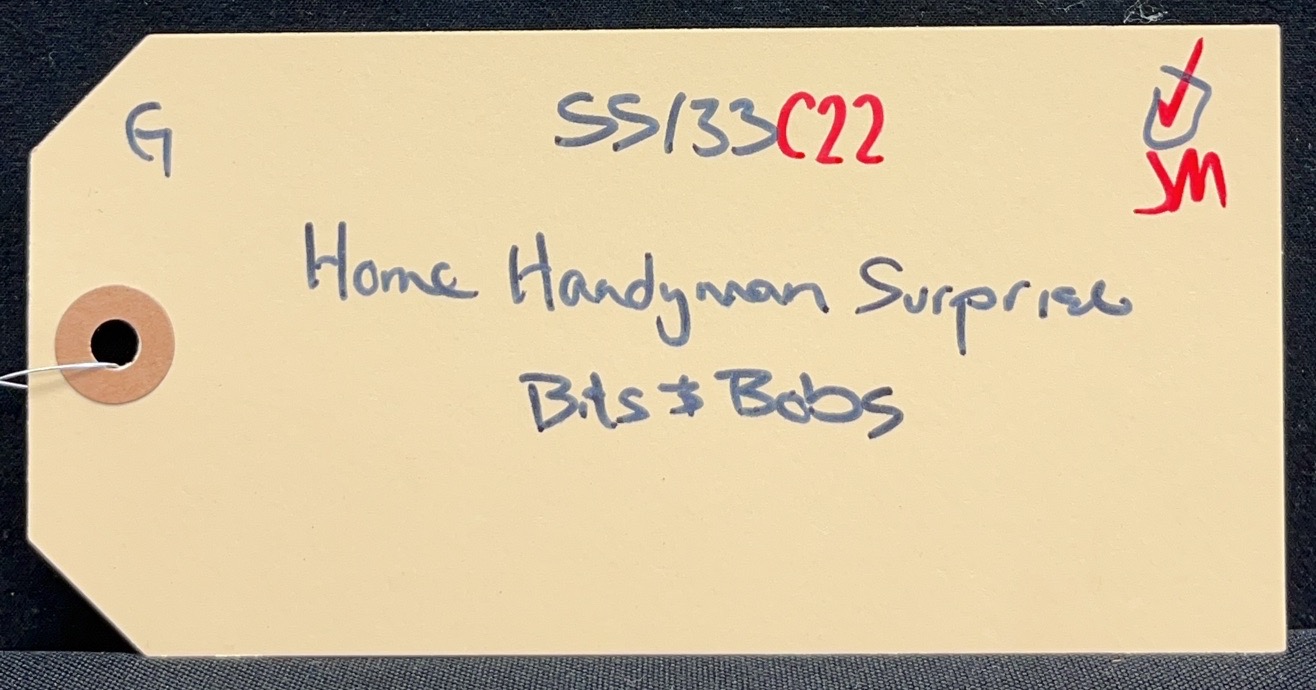 G SS133C22
JM
Home Handyman Surprise
Bits & Bobs